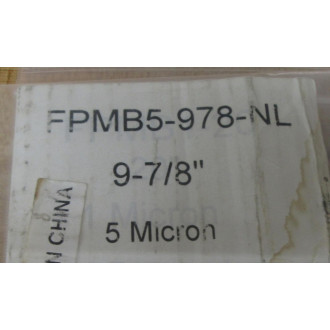 FPMB5-978-NL
9-7/8"
5 Micron
N CHINA